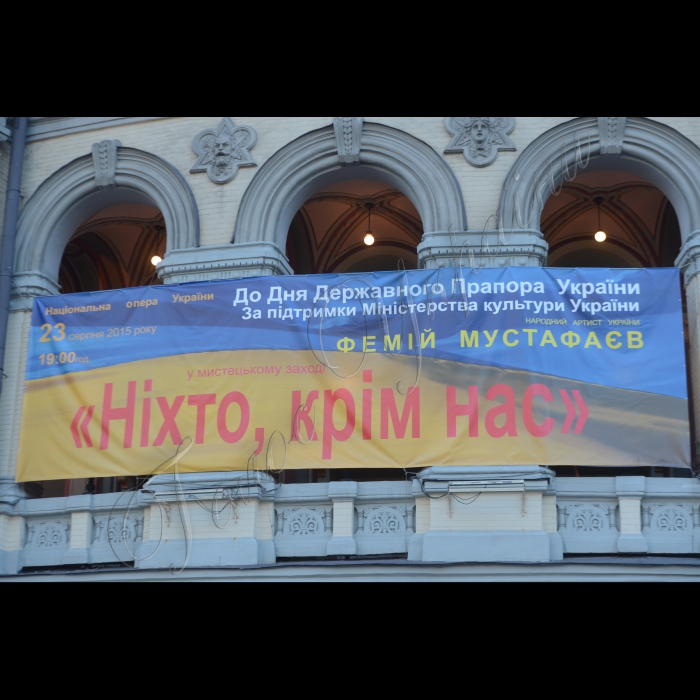 Національна опера України
До Дня Державного Прапора України
За підтримки Міністерства культури України
23 серпня 2015 року
НАРОДНИЙ АРТИСТ УКРАЇНИ
19:00 год.
ФЕМІЙ МУСТАФАЄВ
у мистецькому заході
«Ніхто, крім нас»